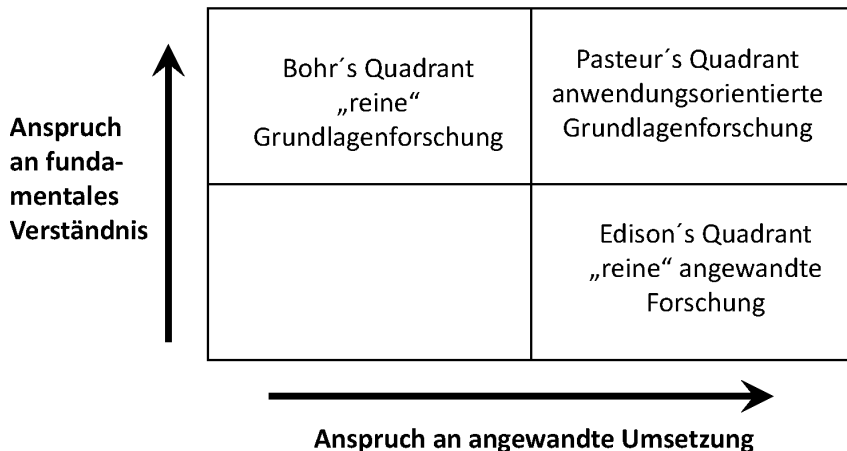 Bohr´s Quadrant
„reine“
Grundlagenforschung
Pasteur´s Quadrant
anwendungsorientierte
Grundlagenforschung
Anspruch
an funda-
mentales
Verständnis
Edison´s Quadrant
„reine“ angewandte
Forschung
Anspruch an angewandte Umsetzung